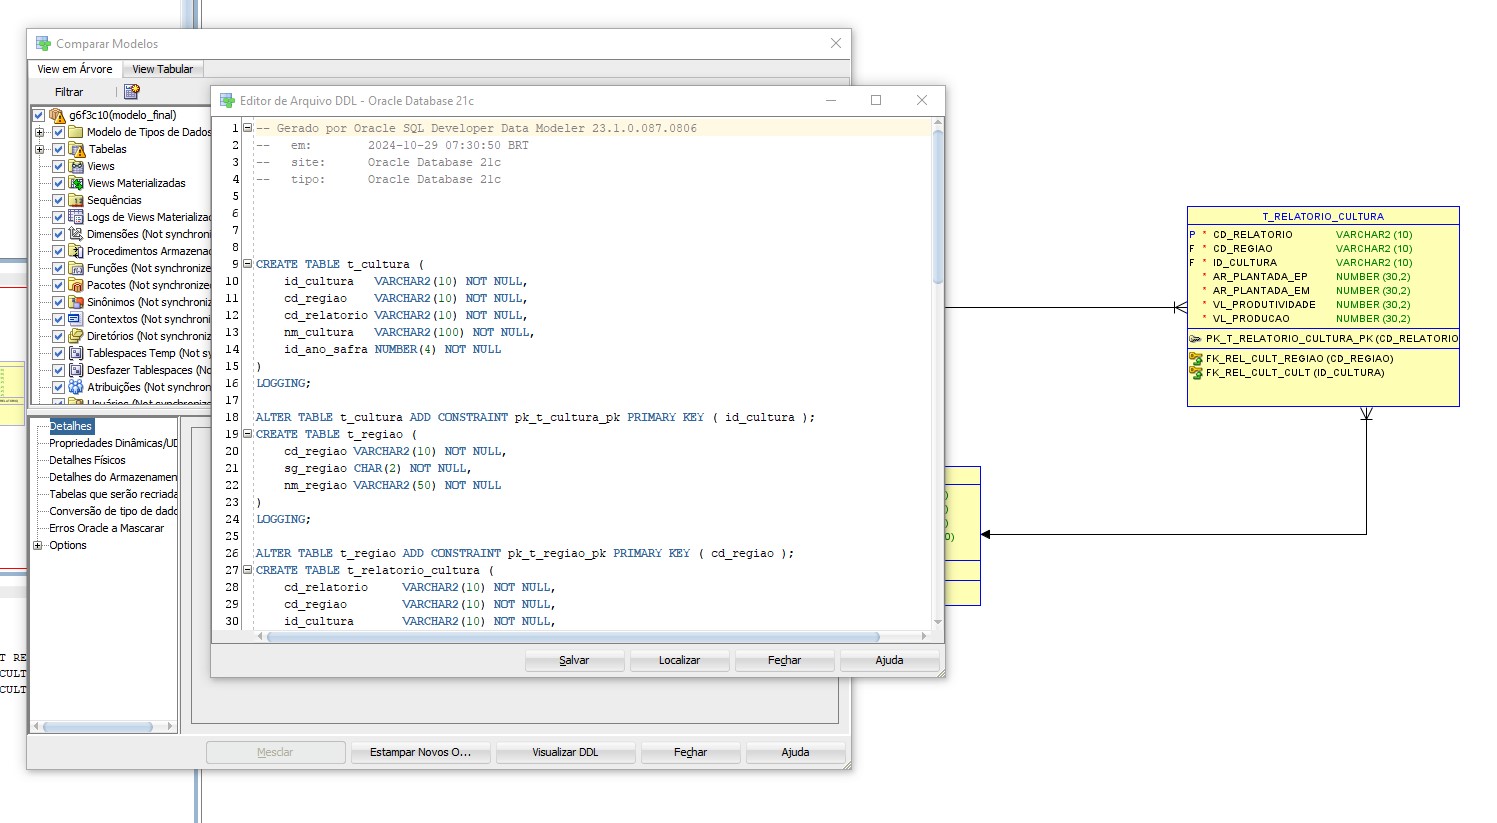 Comparar Modelos
View em Árvore
View Tabular
Filtrar
g6f3c10(modelo_final)
Modelo de Tipos de Dados
Tabelas
Views
Views Materializadas
Sequências
Logs de Views Materializa
Dimensões (Not synchroni
Procedimentos Armazena
Funções (Not synchronize
Pacotes (Not synchronize
Sinônimos (Not synchroniz
Contextos (Not synchroni
Diretórios (Not synchroniz
Tablespaces Temp (Not sy
Desfazer Tablespaces (No
Atribuições (Not synchron
Usuários (Not synchroniz
Detalhes
Propriedades Dinâmicas/UD
Detalhes Físicos
Detalhes do Armazenamen
Tabelas que serão recriada
Conversão de tipo de dado
Erros Oracle a Mascarar
Options
Mesclar
Estampar Novos O...
Visualizar DDL
Fechar
Ajuda
Editor de Arquivo DDL - Oracle Database 21c
1 -- Gerado por Oracle SQL Developer Data Modeler 23.1.0.087.0806
2 --   em:        2024-10-29 07:30:50 BRT
3 --   site:      Oracle Database 21c
4 --   tipo:      Oracle Database 21c
5
6
7
8
9 CREATE TABLE t_cultura (
10     id_cultura   VARCHAR2(10) NOT NULL,
11     cd_regiao    VARCHAR2(10) NOT NULL,
12     cd_relatorio VARCHAR2(10) NOT NULL,
13     nm_cultura   VARCHAR2(100) NOT NULL,
14     id_ano_safra NUMBER(4) NOT NULL
15 )
16 LOGGING;
17
18 ALTER TABLE t_cultura ADD CONSTRAINT pk_t_cultura_pk PRIMARY KEY ( id_cultura );
19 CREATE TABLE t_regiao (
20     cd_regiao VARCHAR2(10) NOT NULL,
21     sg_regiao CHAR(2) NOT NULL,
22     nm_regiao VARCHAR2(50) NOT NULL
23 )
24 LOGGING;
25
26 ALTER TABLE t_regiao ADD CONSTRAINT pk_t_regiao_pk PRIMARY KEY ( cd_regiao );
27 CREATE TABLE t_relatorio_cultura (
28     cd_relatorio     VARCHAR2(10) NOT NULL,
29     cd_regiao        VARCHAR2(10) NOT NULL,
30     id_cultura       VARCHAR2(10) NOT NULL,
Salvar
Localizar
Fechar
Ajuda
T_RELATORIO_CULTURA
P * CD_RELATORIO VARCHAR2 (10)
F * CD_REGIAO VARCHAR2 (10)
F * ID_CULTURA VARCHAR2 (10)
* AR_PLANTADA_EP NUMBER (30,2)
* AR_PLANTADA_EM NUMBER (30,2)
* VL_PRODUTIVIDADE NUMBER (30,2)
* VL_PRODUCAO NUMBER (30,2)
PK_T_RELATORIO_CULTURA_PK (CD_RELATORIO
FK_REL_CULT_REGIAO (CD_REGIAO)
FK_REL_CULT_CULT (ID_CULTURA)
)
)
)
0)
T RE
CULT
CULT